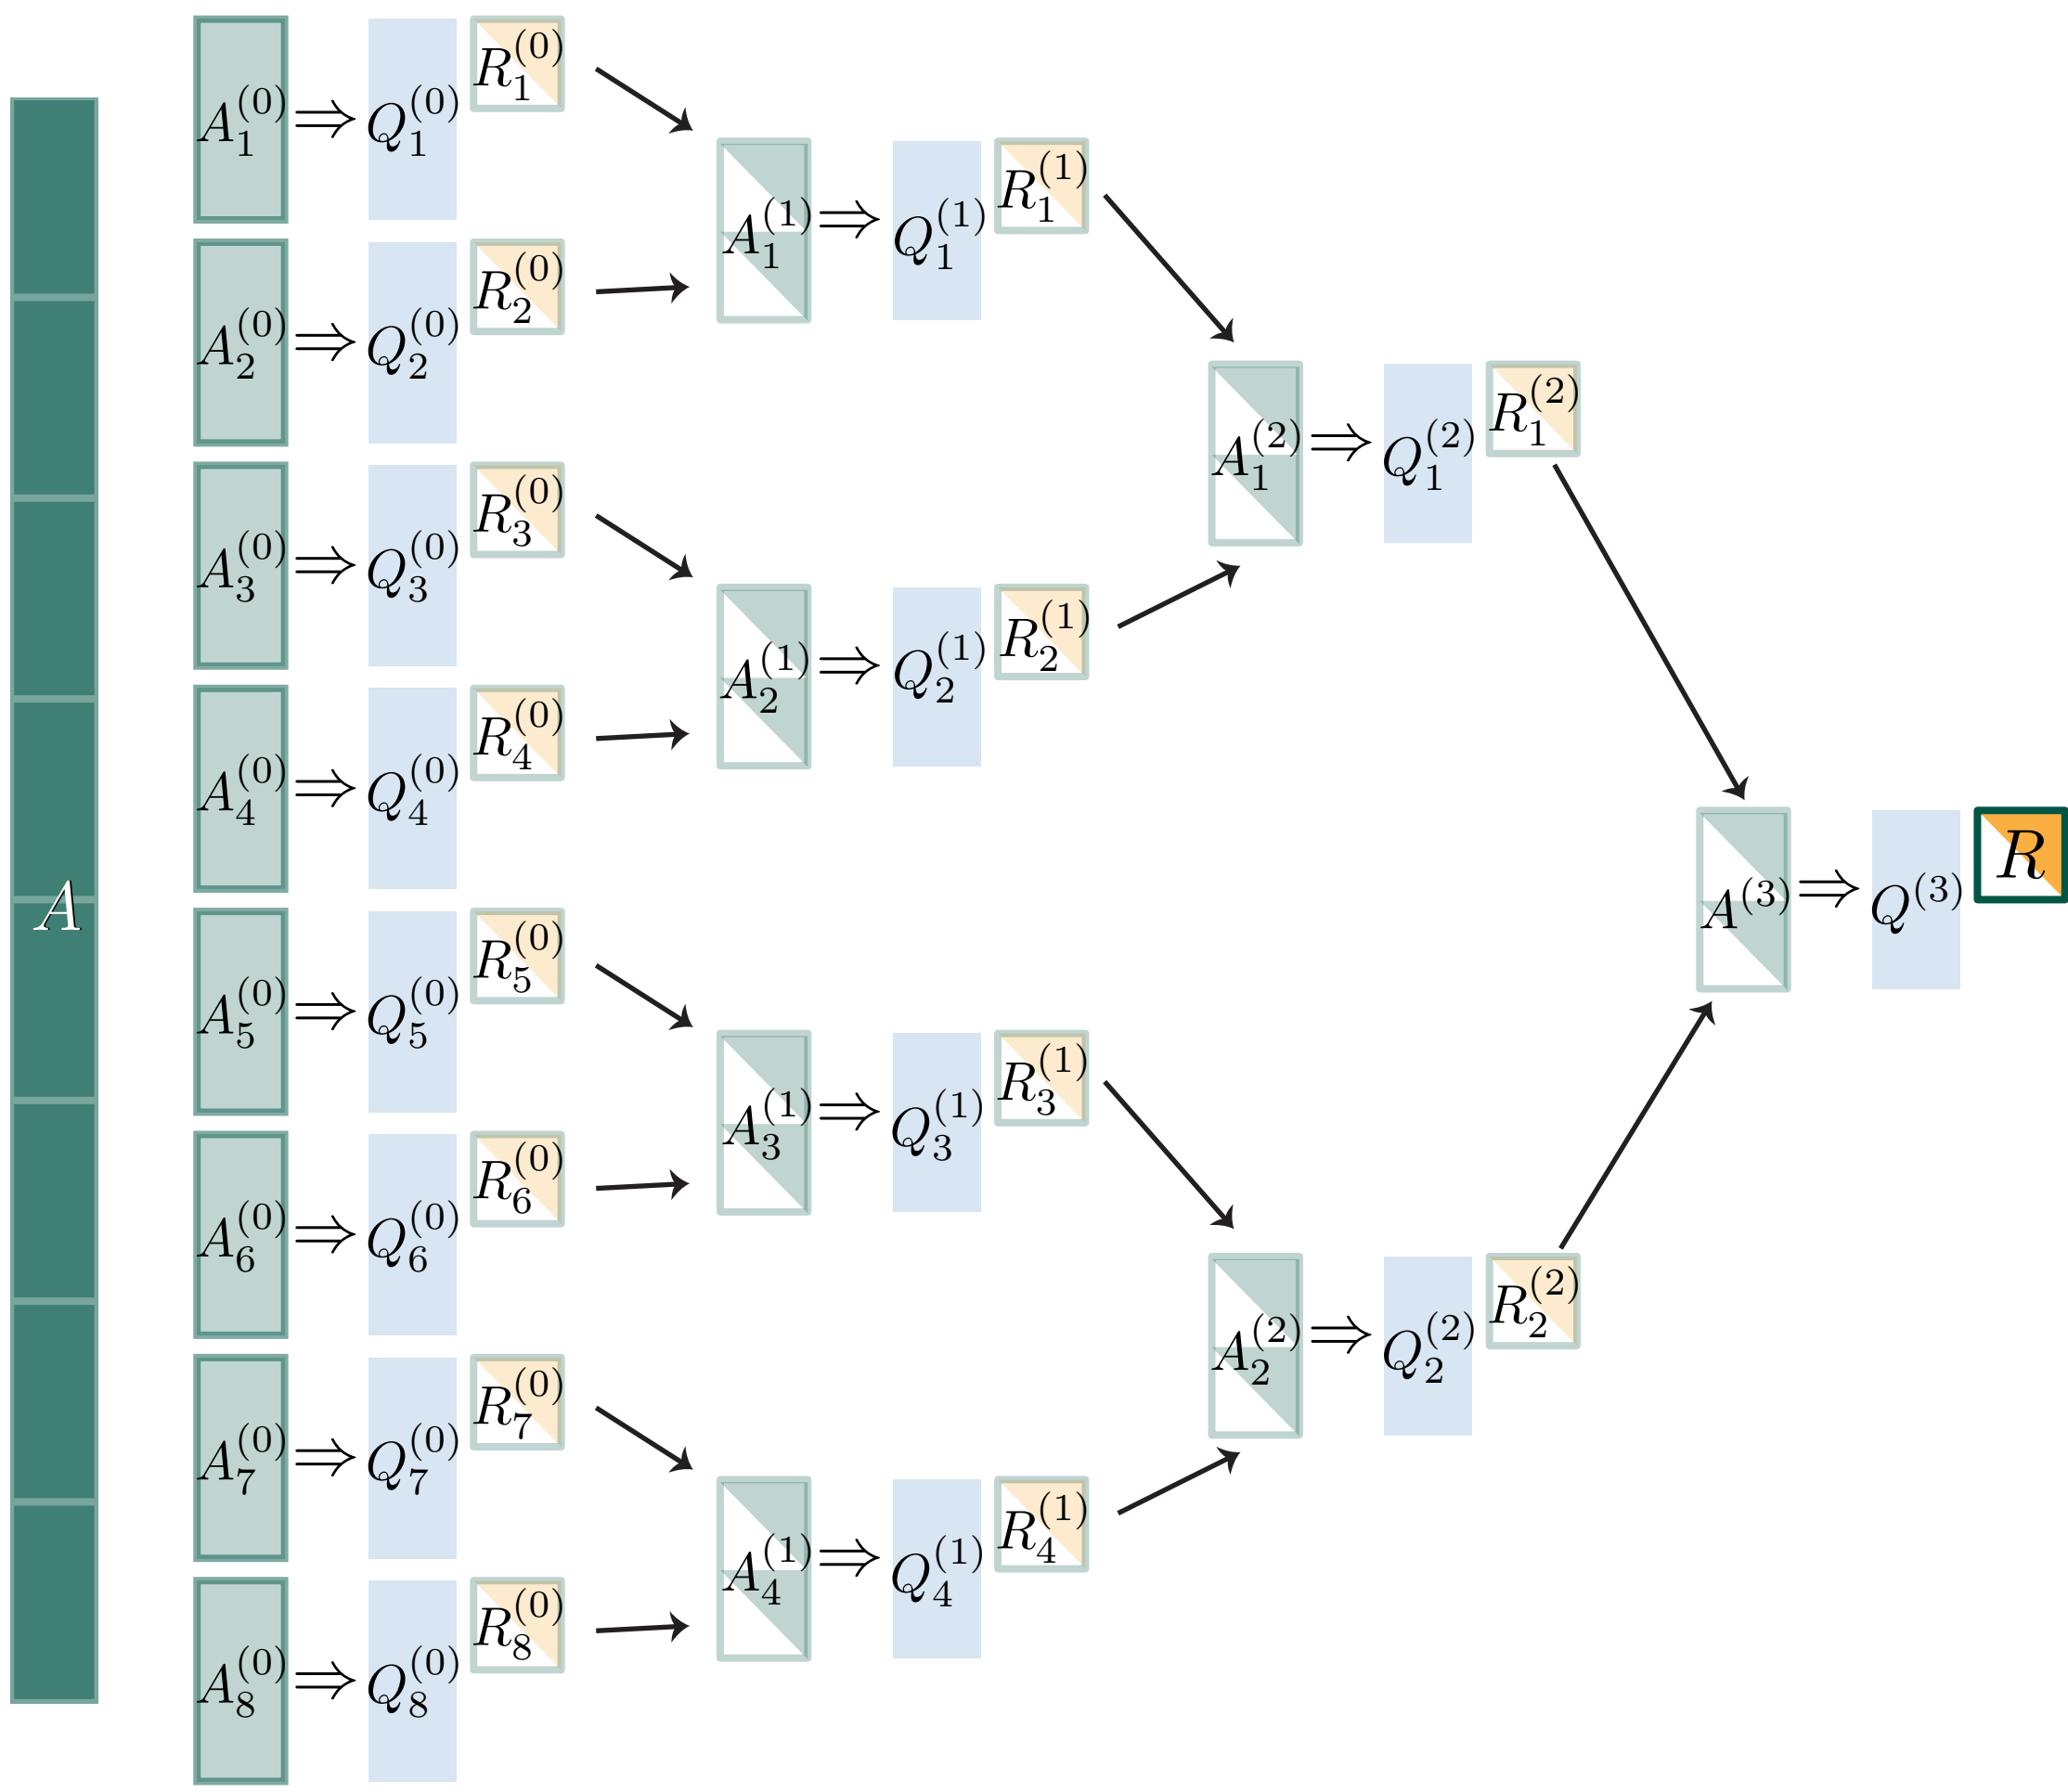 A
A_1^{(0)} ⇒ Q_1^{(0)} R_1^{(0)}
A_2^{(0)} ⇒ Q_2^{(0)} R_2^{(0)}
A_3^{(0)} ⇒ Q_3^{(0)} R_3^{(0)}
A_4^{(0)} ⇒ Q_4^{(0)} R_4^{(0)}
A_5^{(0)} ⇒ Q_5^{(0)} R_5^{(0)}
A_6^{(0)} ⇒ Q_6^{(0)} R_6^{(0)}
A_7^{(0)} ⇒ Q_7^{(0)} R_7^{(0)}
A_8^{(0)} ⇒ Q_8^{(0)} R_8^{(0)}
A_1^{(1)} ⇒ Q_1^{(1)} R_1^{(1)}
A_2^{(1)} ⇒ Q_2^{(1)} R_2^{(1)}
A_3^{(1)} ⇒ Q_3^{(1)} R_3^{(1)}
A_4^{(1)} ⇒ Q_4^{(1)} R_4^{(1)}
A_1^{(2)} ⇒ Q_1^{(2)} R_1^{(2)}
A_2^{(2)} ⇒ Q_2^{(2)} R_2^{(2)}
A^{(3)} ⇒ Q^{(3)} R